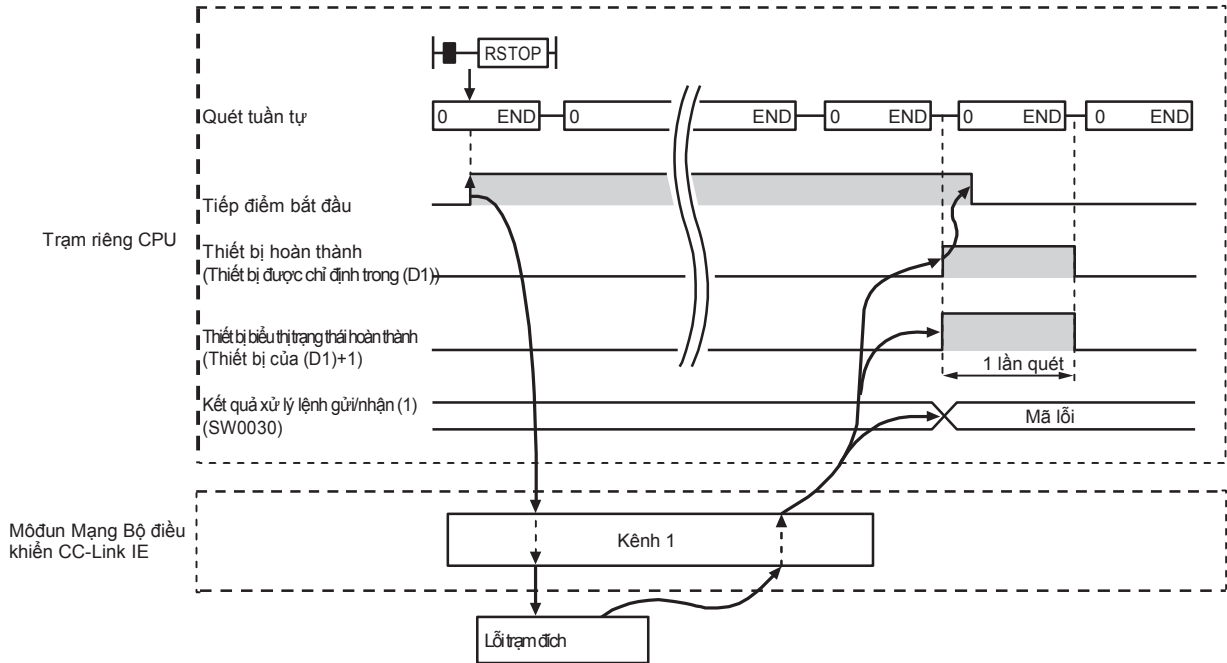 RSTOP
Quét tuần tự
0 END 0 END 0 END 0 END 0 END
Tiếp điểm bắt đầu
Trạm riêng CPU
Thiết bị hoàn thành
(Thiết bị được chỉ định trong (D1))
Thiết bị biểu thị trạng thái hoàn thành
(Thiết bị của (D1)+1)
1 lần quét
Kết quả xử lý lệnh gửi/nhận (1)
(SW0030)
Mã lỗi
Môđun Mạng Bộ điều
khiển CC-Link IE
Kênh 1
Lỗi trạm đích